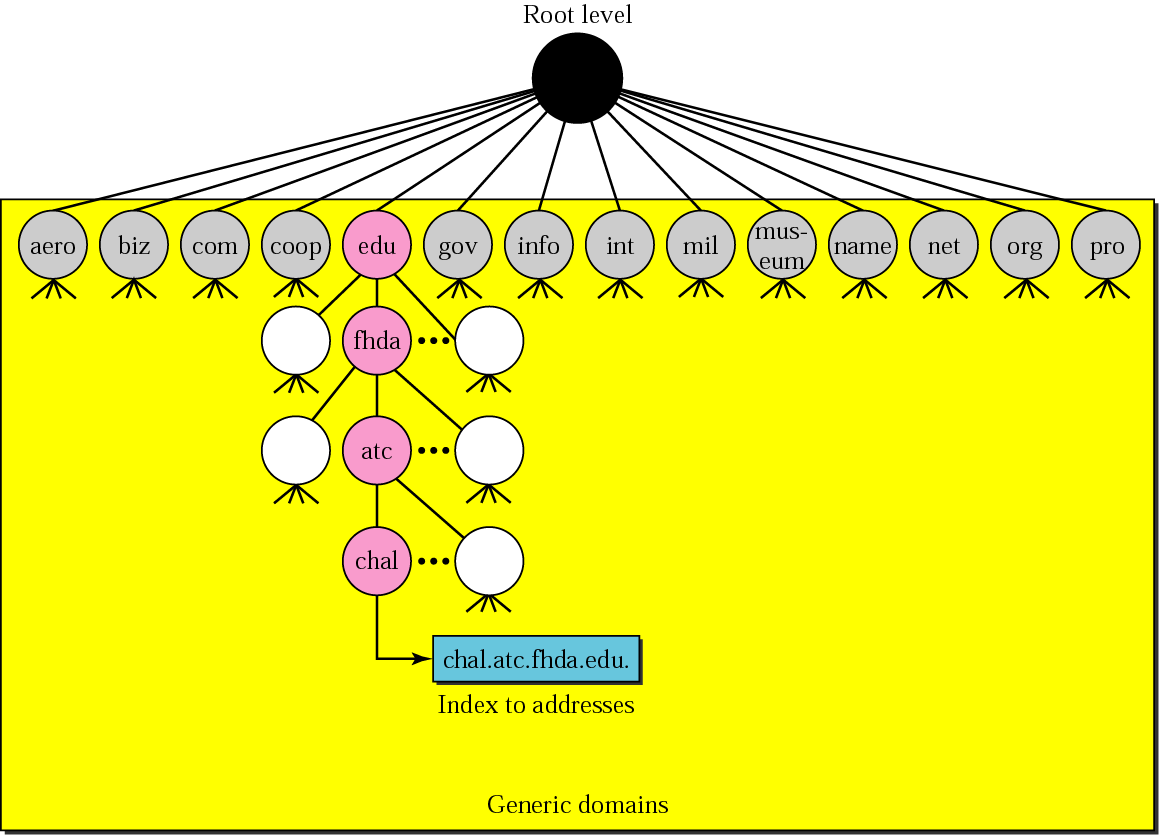 Root level
aero biz com coop edu gov info int mil mus-
eum name net org pro
fhda
atc
chal
chal.atc.fhda.edu.
Index to addresses
Generic domains